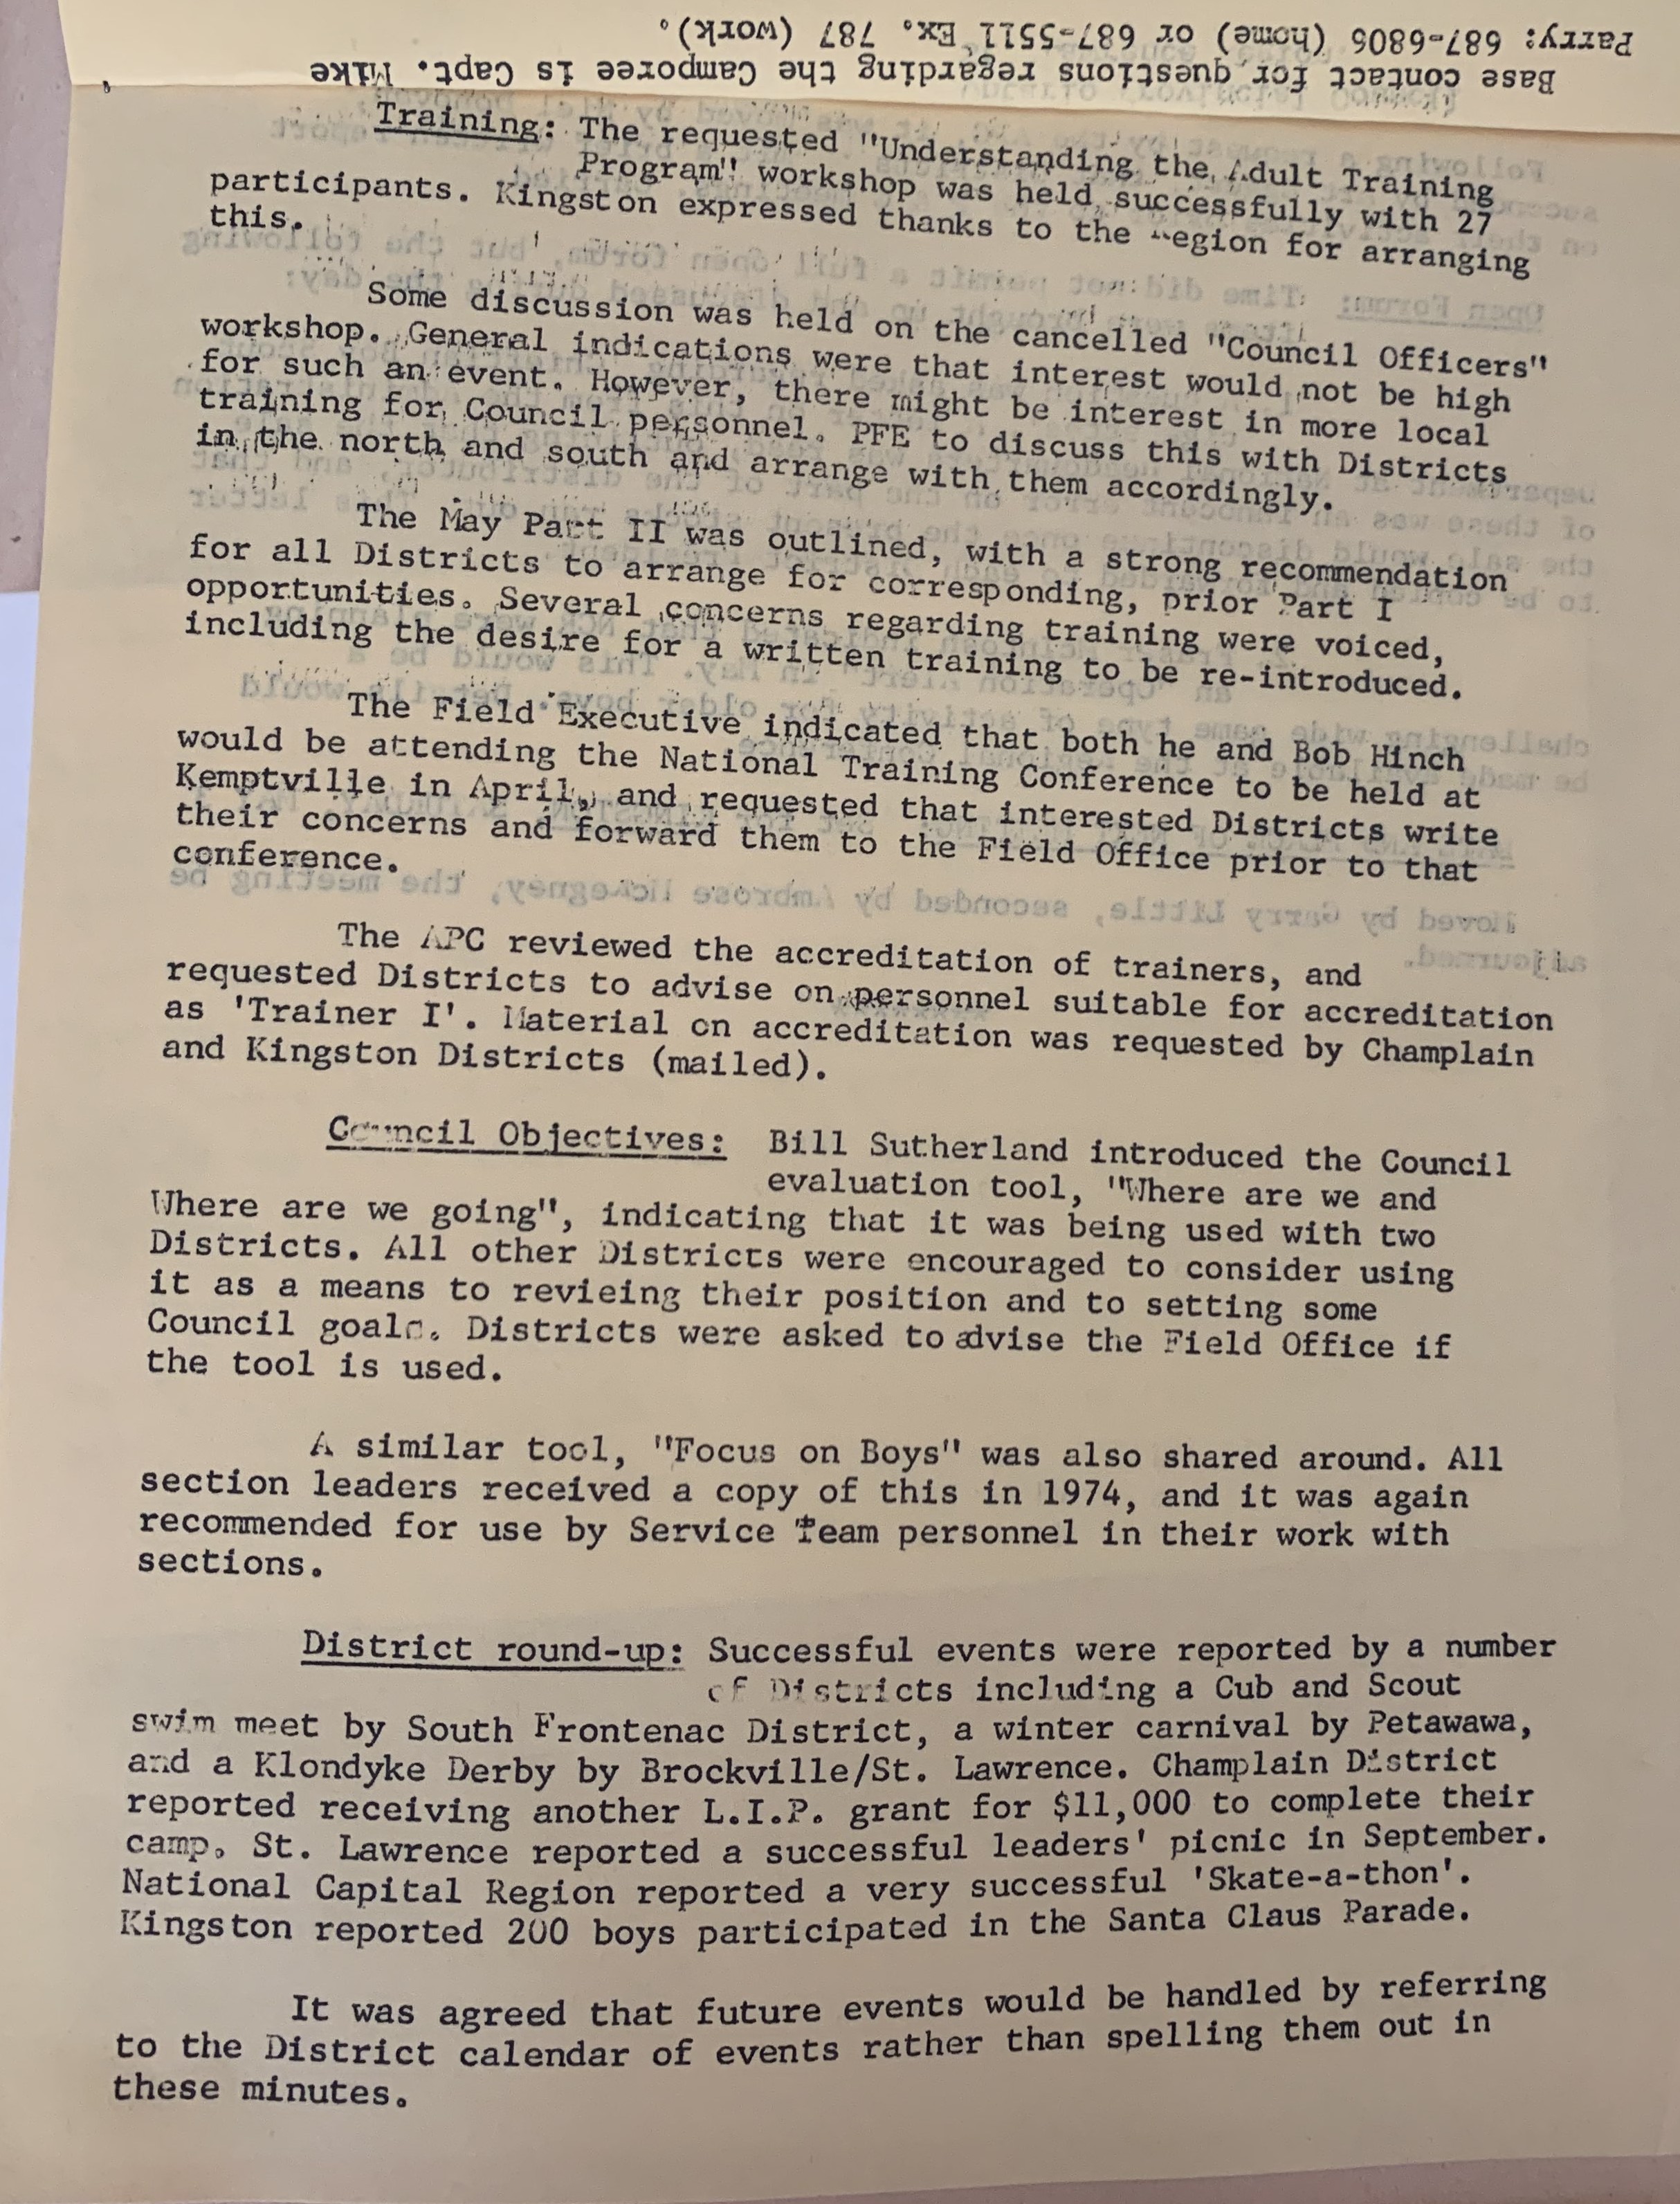 Base contact for questions regarding the Camporee is Capt. Mike
Parry: 687-6806 (home) or 687-5511 Ex. 787 (work).
Training: The requested "Understanding the Adult Training
Program" workshop was held successfully with 27
participants. Kingston expressed thanks to the Region for arranging
this.
Some discussion was held on the cancelled "Council Officers"
workshop. General indications were that interest would not be high
for such an event. However, there might be interest in more local
training for Council personnel. PFE to discuss this with Districts
in the north and south and arrange with them accordingly.
The May Part II was outlined, with a strong recommendation
for all Districts to arrange for corresponding, prior Part I
opportunities. Several concerns regarding training were voiced,
including the desire for a written training to be re-introduced.
The Field Executive indicated that both he and Bob Hinch
would be attending the National Training Conference to be held at
Kemptville in April, and requested that interested Districts write
their concerns and forward them to the Field Office prior to that
conference.
The APC reviewed the accreditation of trainers, and
requested Districts to advise on personnel suitable for accreditation
as 'Trainer I'. Material on accreditation was requested by Champlain
and Kingston Districts (mailed).
Council Objectives: Bill Sutherland introduced the Council
evaluation tool, "Where are we and
Where are we going", indicating that it was being used with two
Districts. All other Districts were encouraged to consider using
it as a means to revieing their position and to setting some
Council goals. Districts were asked to advise the Field Office if
the tool is used.
A similar tool, "Focus on Boys" was also shared around. All
section leaders received a copy of this in 1974, and it was again
recommended for use by Service Team personnel in their work with
sections.
District round-up: Successful events were reported by a number
of Districts including a Cub and Scout
swim meet by South Frontenac District, a winter carnival by Petawawa,
and a Klondyke Derby by Brockville/St. Lawrence. Champlain District
reported receiving another L.I.P. grant for $11,000 to complete their
camp. St. Lawrence reported a successful leaders' picnic in September.
National Capital Region reported a very successful 'Skate-a-thon'.
Kingston reported 200 boys participated in the Santa Claus Parade.
It was agreed that future events would be handled by referring
to the District calendar of events rather than spelling them out in
these minutes.